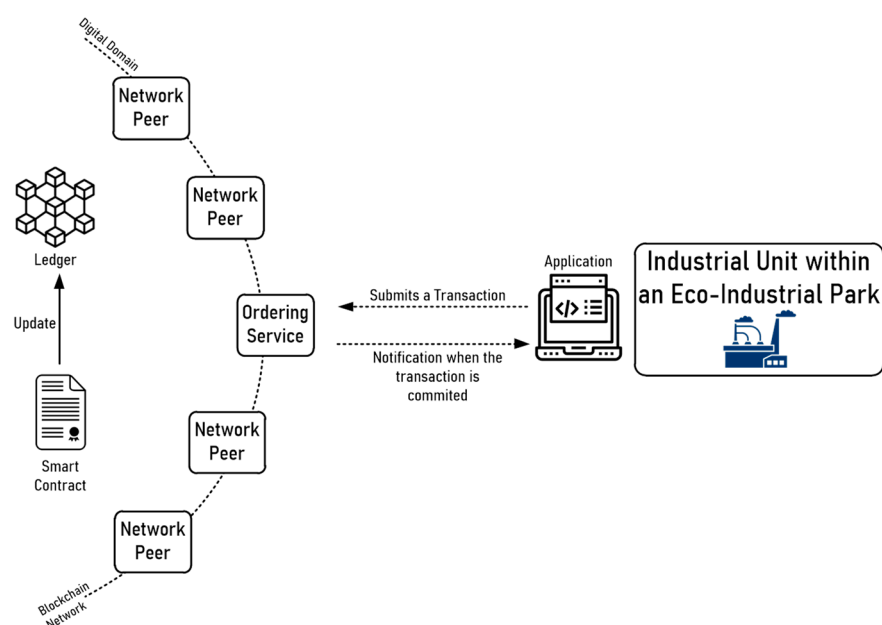 Digital Domain
Network
Peer
Network
Peer
Ledger
Update
Smart
Contract
Ordering
Service
Network
Peer
Network
Peer
Blockchain
Network
Submits a Transaction
Notification when the
transaction is
commited
Application
Industrial Unit within
an Eco-Industrial Park